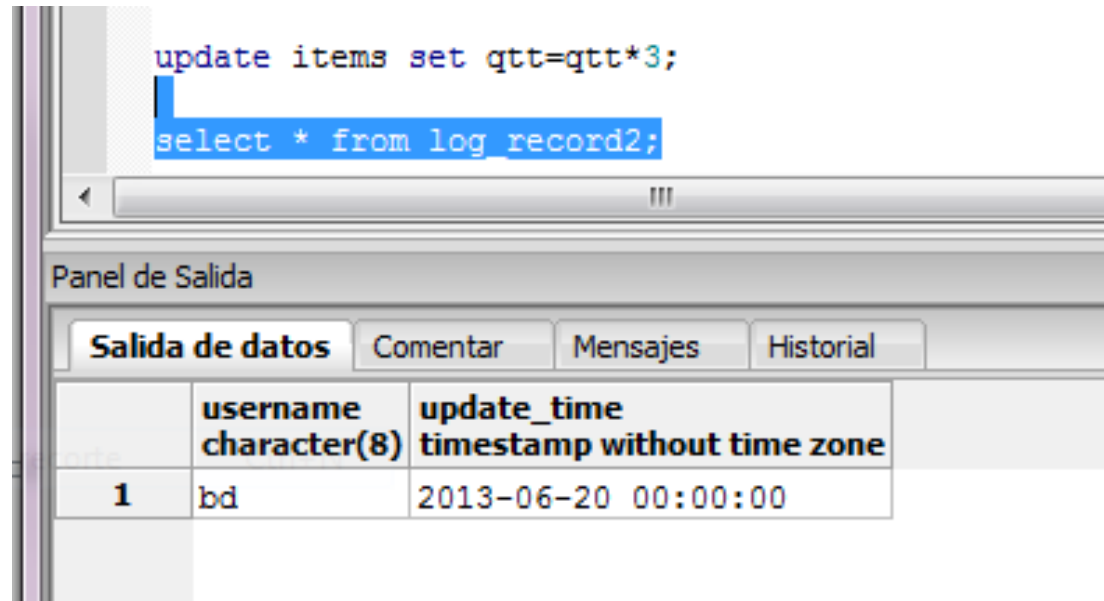 update items set qtt=qtt*3;
select * from log_record2;
Panel de Salida
Salida de datos Comentar Mensajes Historial
username update_time
character(8) timestamp without time zone
1 bd 2013-06-20 00:00:00